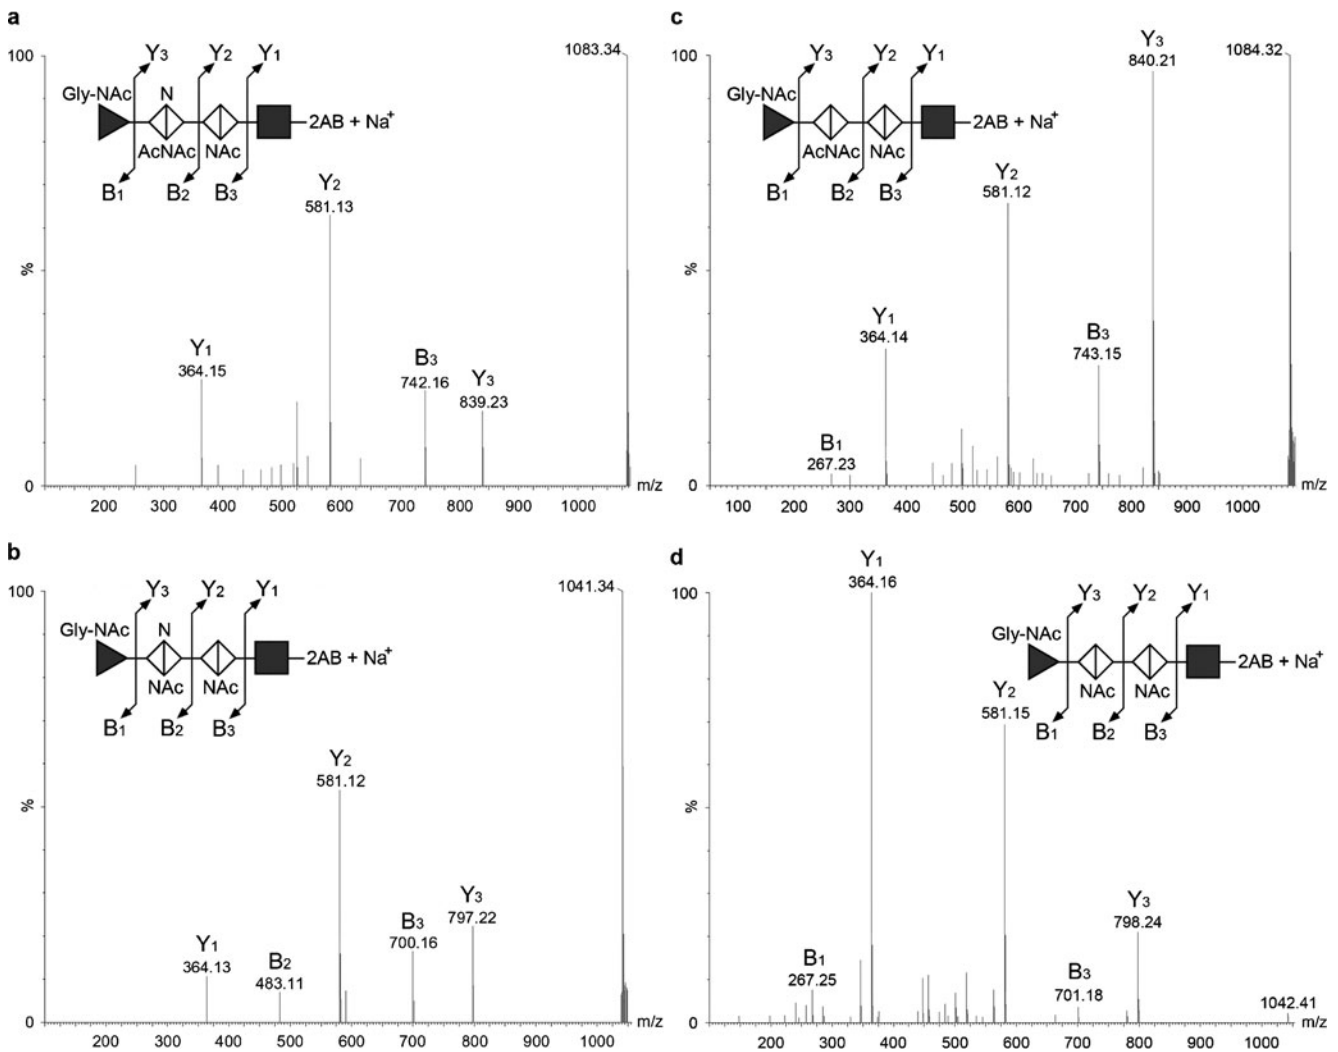 a
100
%
0
1083.34
Y3 Y2 Y1
Gly-NAc N
2AB + Na+
AcNAc NAc
B1 B2 B3
Y2
581.13
Y1
364.15
B3
742.16
Y3
839.23
200 300 400 500 600 700 800 900 1000 m/z
c
100
%
0
Y3
840.21
1084.32
Y3 Y2 Y1
Gly-NAc
2AB + Na+
AcNAc NAc
B1 B2 B3
Y2
581.12
Y1
364.14
B3
743.15
B1
267.23
100 200 300 400 500 600 700 800 900 1000 m/z
b
100
%
0
1041.34
Y3 Y2 Y1
Gly-NAc N
2AB + Na+
NAc NAc
B1 B2 B3
Y2
581.12
Y1
364.13
B2
483.11
B3
700.16
Y3
797.22
200 300 400 500 600 700 800 900 1000 m/z
d
100
%
0
Y1
364.16
Y3 Y2 Y1
Gly-NAc
2AB + Na+
NAc NAc
B1 B2 B3
Y2
581.15
Y3
798.24
B1
267.25
B3
701.18
1042.41
200 300 400 500 600 700 800 900 1000 m/z